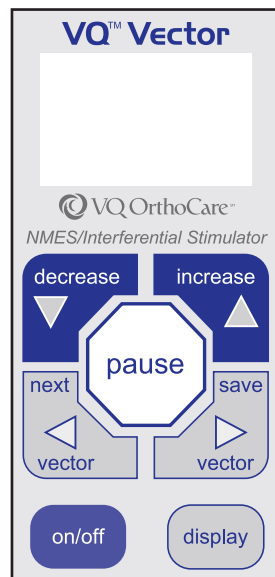 VQ™ Vector
VQ OrthoCare℠
NMES/Interferential Stimulator
decrease
increase
pause
next
save
vector
vector
on/off
display